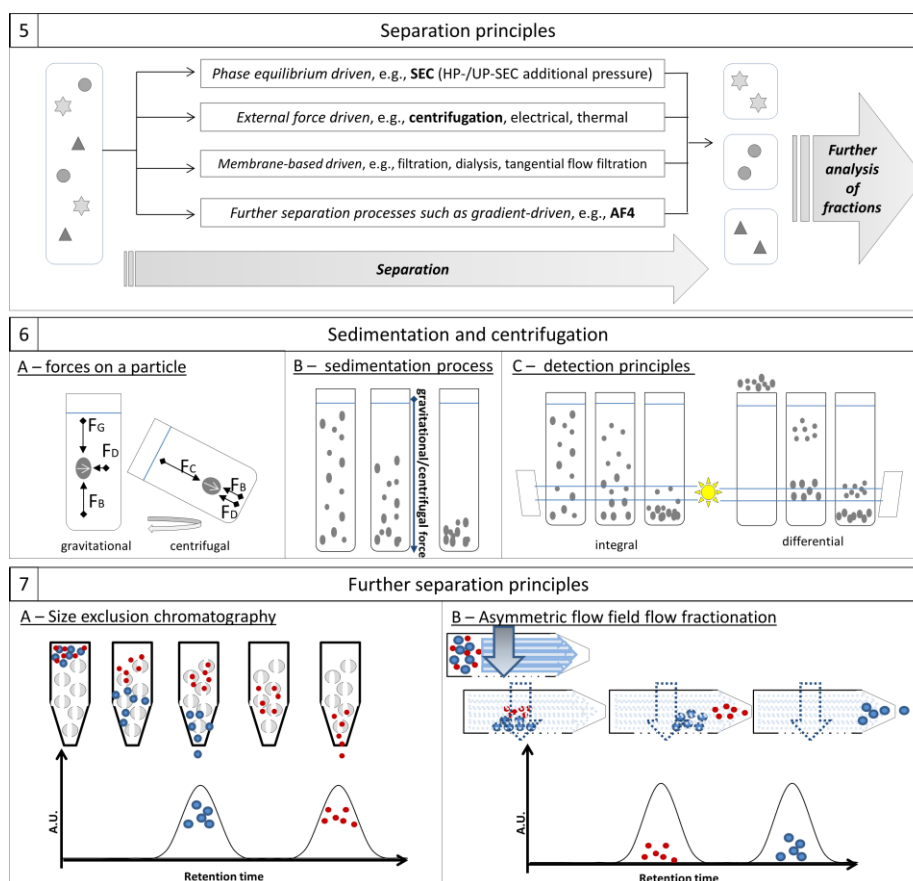 5
Separation principles
Phase equilibrium driven, e.g., SEC (HP-/UP-SEC additional pressure)
External force driven, e.g., centrifugation, electrical, thermal
Membrane-based driven, e.g., filtration, dialysis, tangential flow filtration
Further separation processes such as gradient-driven, e.g., AF4
Separation
Further
analysis
of
fractions
6
Sedimentation and centrifugation
A – forces on a particle
FG
FD
FB
gravitational
FC
FB
FD
centrifugal
B – sedimentation process
gravitational/centrifugal force
C – detection principles
integral
differential
7
Further separation principles
A – Size exclusion chromatography
A.U.
Retention time
B – Asymmetric flow field flow fractionation
A.U.
Retention time